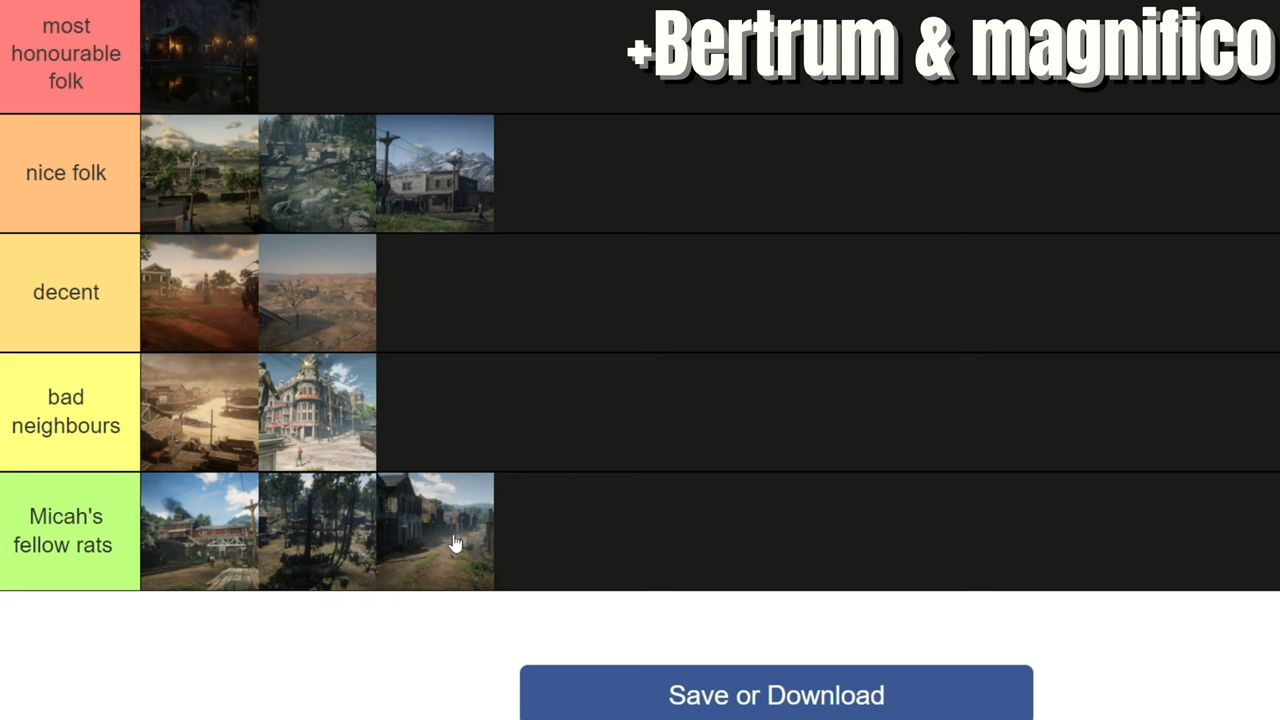 most
honourable
folk
+Bertrum & magnifico
nice folk
decent
bad
neighbours
Micah's
fellow rats
Save or Download